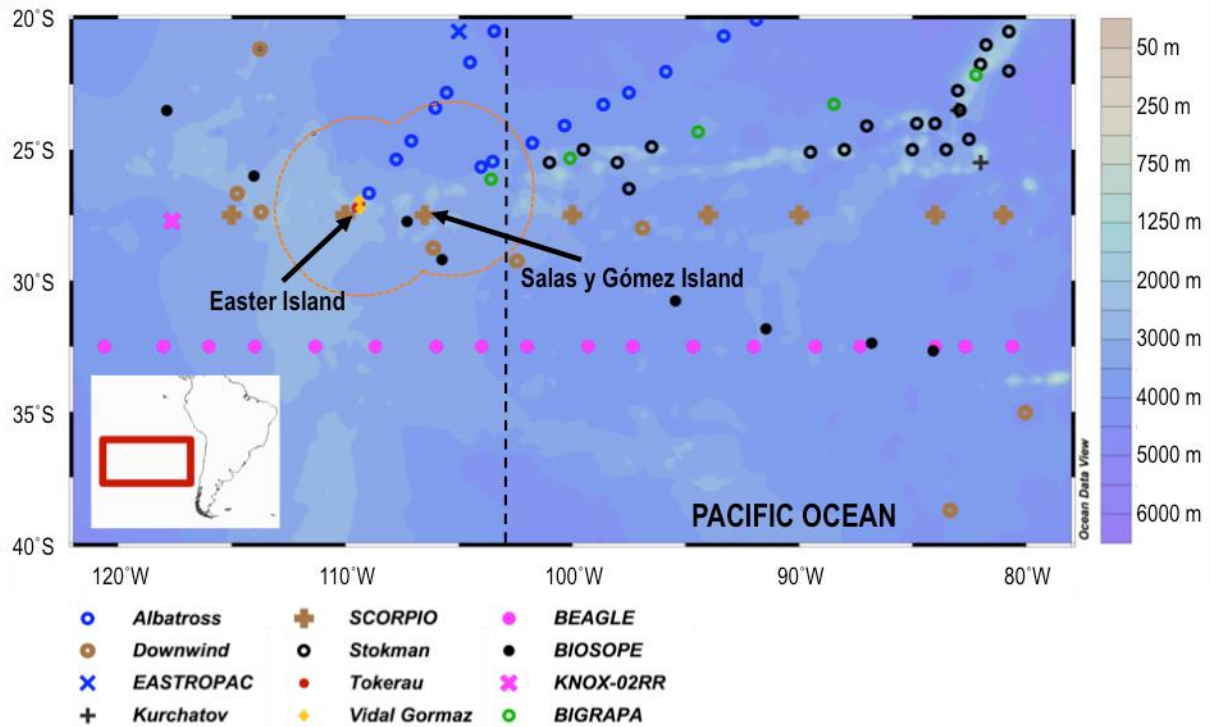 20˚S
25˚S
30˚S
35˚S
40˚S
Easter Island
Salas y Gómez Island
PACIFIC OCEAN
120˚W
110˚W
100˚W
90˚W
80˚W
50 m
250 m
750 m
1250 m
2000 m
3000 m
4000 m
5000 m
6000 m
Ocean Data View
Albatross
Downwind
EASTROPAC
Kurchatov
SCORPIO
Stokman
Tokerau
Vidal Gormaz
BEAGLE
BIOSOPE
KNOX-02RR
BIGRAPA